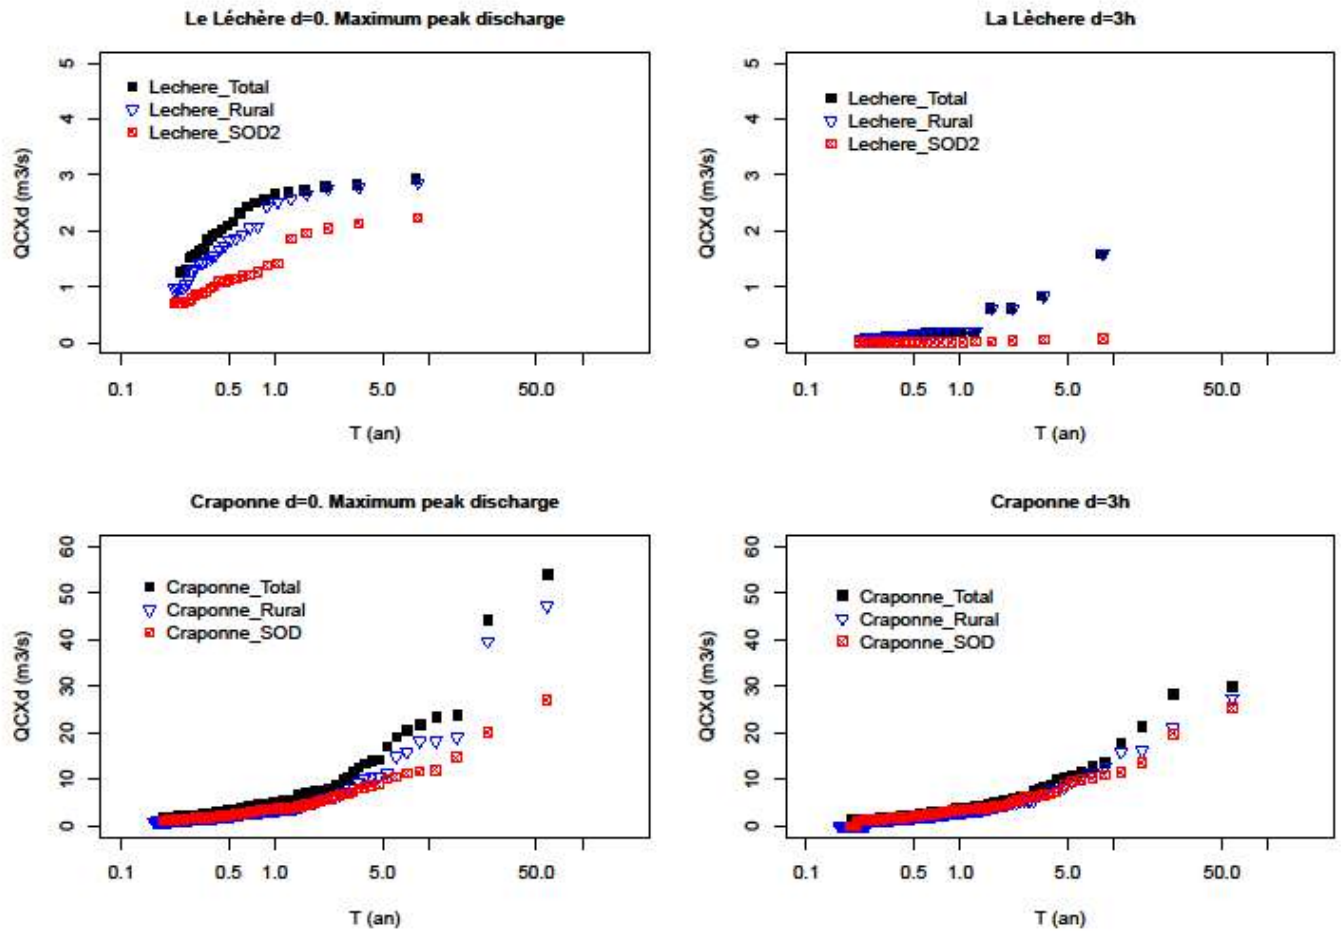 Le Léchère d=0. Maximum peak discharge
QCXd (m3/s)
5
4
3
2
1
0
Lechere_Total
Lechere_Rural
Lechere_SOD2
0.1 0.5 1.0 5.0 50.0
T (an)
La Lèchere d=3h
QCXd (m3/s)
5
4
3
2
1
0
Lechere_Total
Lechere_Rural
Lechere_SOD2
0.1 0.5 1.0 5.0 50.0
T (an)
Craponne d=0. Maximum peak discharge
QCXd (m3/s)
60
50
40
30
20
10
0
Craponne_Total
Craponne_Rural
Craponne_SOD
0.1 0.5 1.0 5.0 50.0
T (an)
Craponne d=3h
QCXd (m3/s)
60
50
40
30
20
10
0
Craponne_Total
Craponne_Rural
Craponne_SOD
0.1 0.5 1.0 5.0 50.0
T (an)